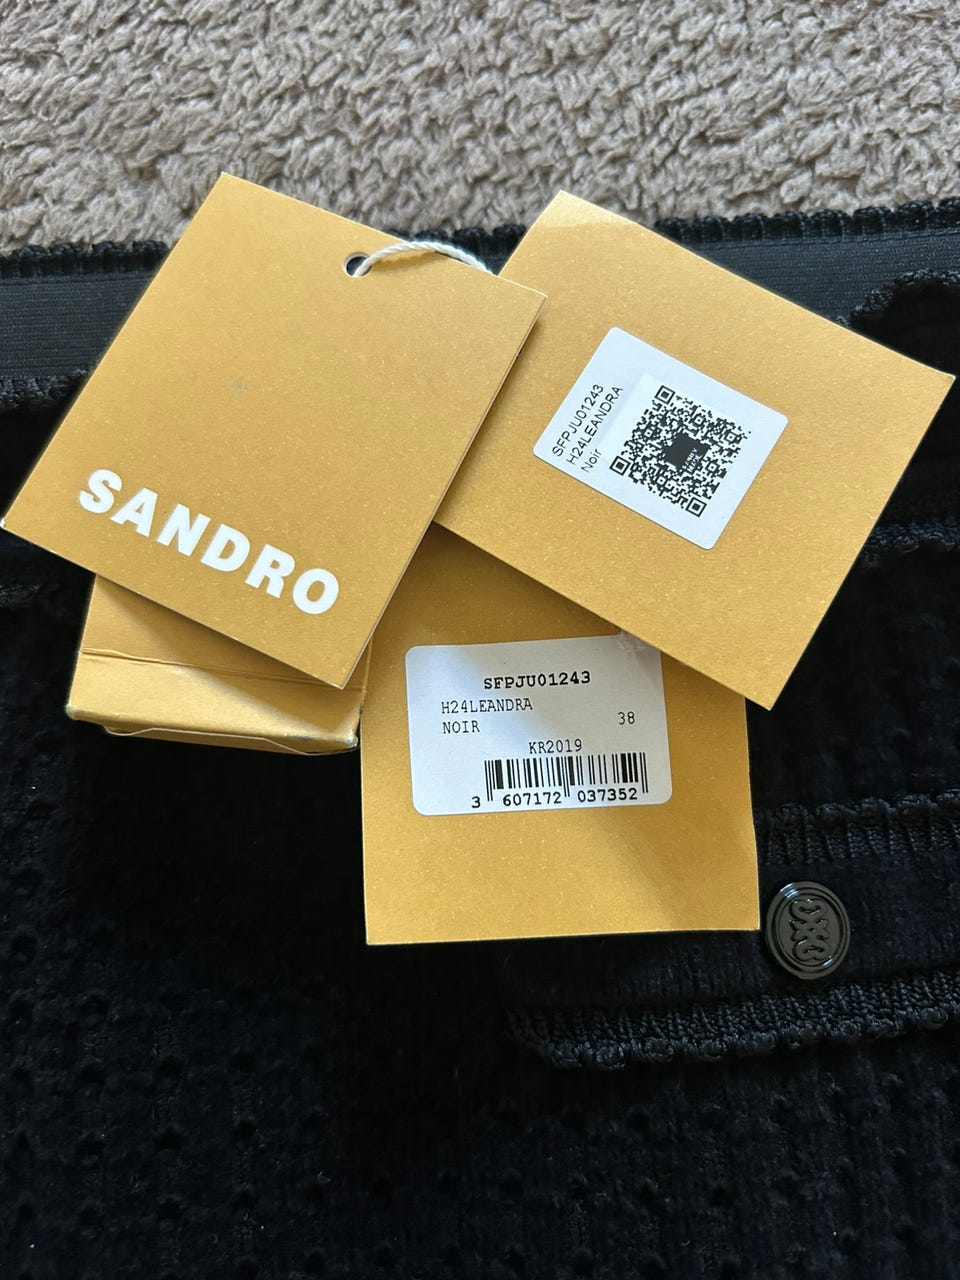 SANDRO
SFPJU01243
H24LEANDRA
Noir
SFPJU01243
H24LEANDRA
NOIR 38
KR2019
3 607172 037352